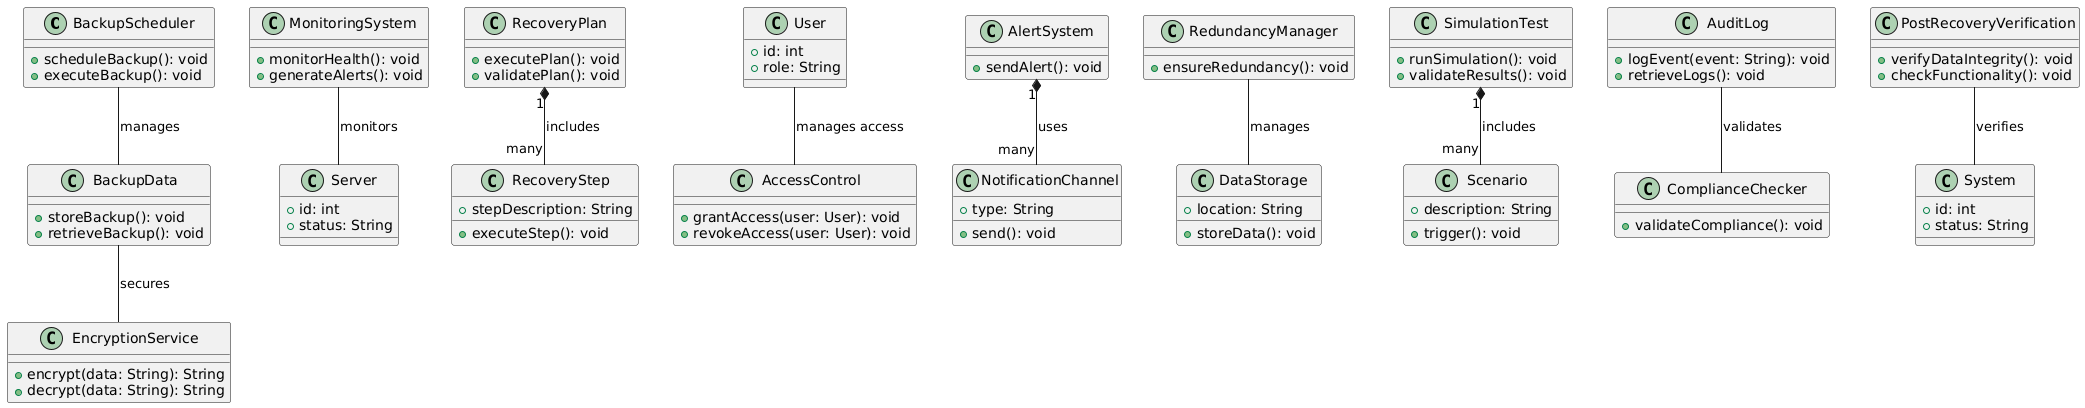 C BackupScheduler
scheduleBackup(): void
executeBackup(): void
C MonitoringSystem
monitorHealth(): void
generateAlerts(): void
C RecoveryPlan
executePlan(): void
validatePlan(): void
C User
id: int
role: String
C AlertSystem
sendAlert(): void
C RedundancyManager
ensureRedundancy(): void
C SimulationTest
runSimulation(): void
validateResults(): void
C AuditLog
logEvent(event: String): void
retrieveLogs(): void
C PostRecoveryVerification
verifyDataIntegrity(): void
checkFunctionality(): void
manages
monitors
1
includes
many
manages access
1
uses
many
manages
1
includes
many
validates
verifies
C BackupData
storeBackup(): void
retrieveBackup(): void
C Server
id: int
status: String
C RecoveryStep
stepDescription: String
executeStep(): void
C AccessControl
grantAccess(user: User): void
revokeAccess(user: User): void
C NotificationChannel
type: String
send(): void
C DataStorage
location: String
storeData(): void
C Scenario
description: String
trigger(): void
C ComplianceChecker
validateCompliance(): void
C System
id: int
status: String
secures
C EncryptionService
encrypt(data: String): String
decrypt(data: String): String